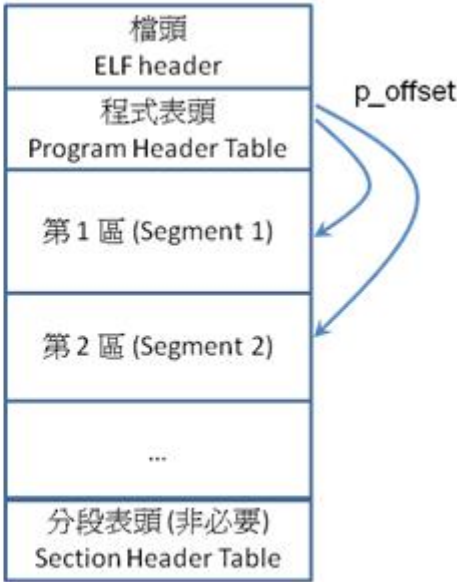 檔頭
ELF header
程式表頭
Program Header Table
p_offset
第 1 區 (Segment 1)
第 2 區 (Segment 2)
...
分段表頭 (非必要)
Section Header Table